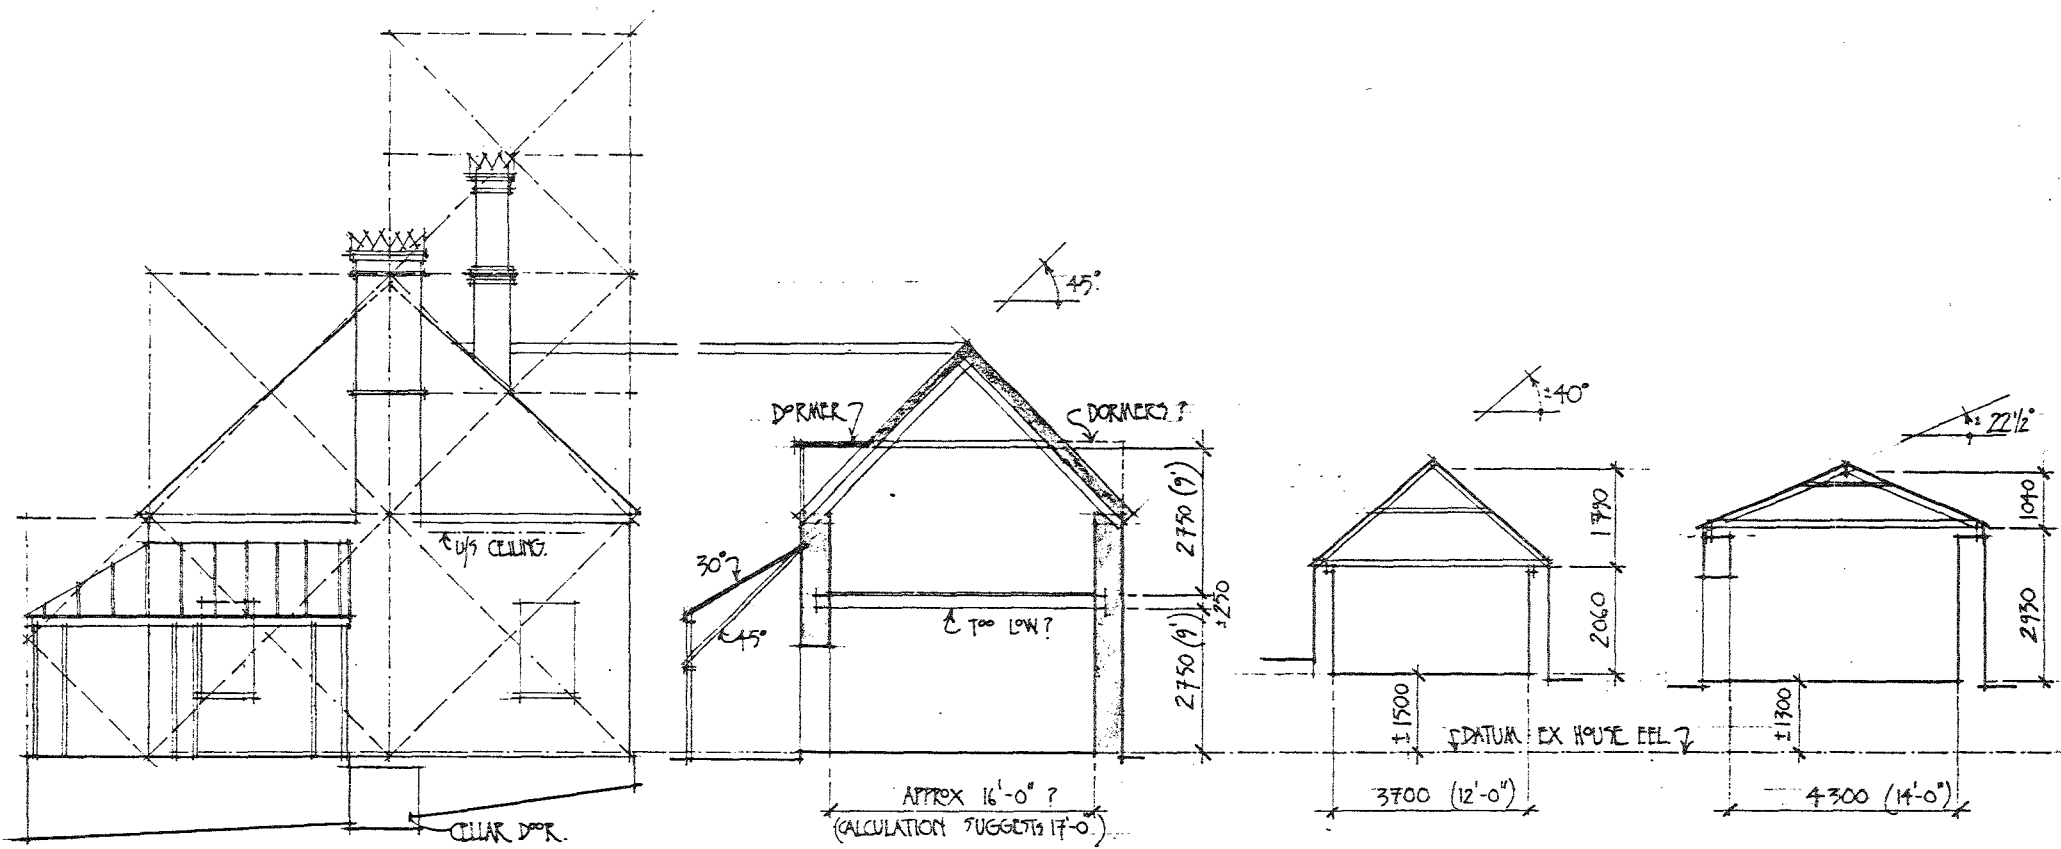 45°
±40°
±22½°
DORMER
DORMERS ?
U/S CEILING.
30°
45°
TOO LOW?
2750 (9')
±250
2750 (9')
1790
2060
±1500
1040
2930
±1300
DATUM EX HOUSE FFL
APPROX 16'-0" ?
(CALCULATION SUGGESTS 17'-0")
3700 (12'-0")
4300 (14'-0")
CELLAR DOOR.